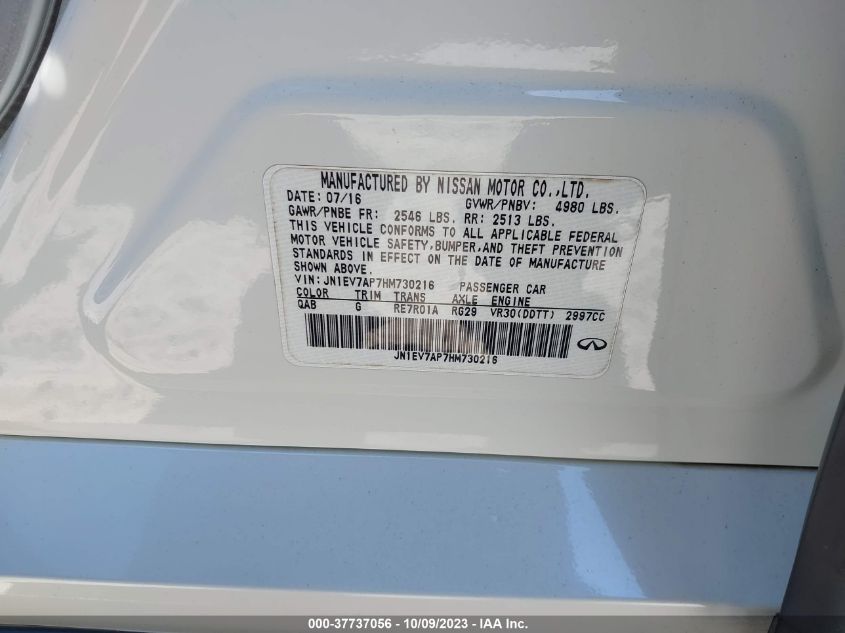 MANUFACTURED BY NISSAN MOTOR CO.,LTD.
DATE: 07/16 GVWR/PNBV: 4980 LBS.
GAWR/PNBE FR: 2546 LBS. RR: 2513 LBS.
THIS VEHICLE CONFORMS TO ALL APPLICABLE FEDERAL
MOTOR VEHICLE SAFETY,BUMPER,AND THEFT PREVENTION
STANDARDS IN EFFECT ON THE DATE OF MANUFACTURE
SHOWN ABOVE.
VIN: JN1EV7AP7HM730216 PASSENGER CAR
COLOR TRIM TRANS AXLE ENGINE
QAB G RE7R01A RG29 VR30(DDTT) 2997CC
JN1EV7AP7HM730216
000-37737056 - 10/09/2023 - IAA Inc.